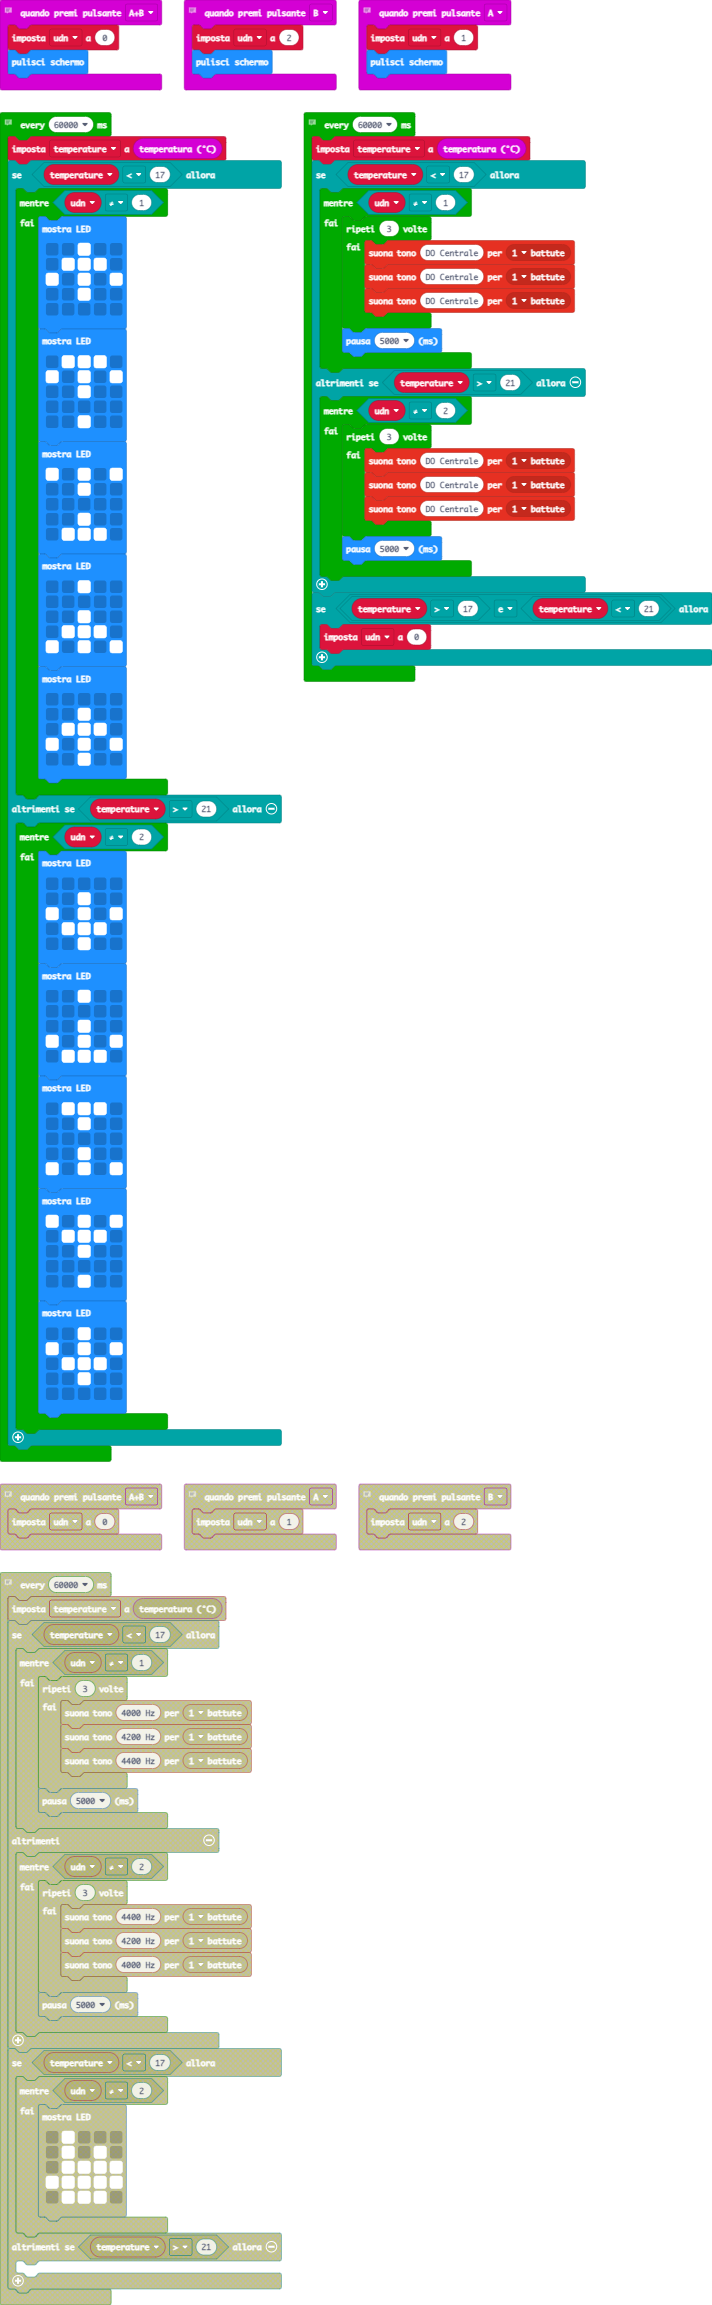 quando premi pulsante A+B
imposta udn a 0
pulisci schermo
quando premi pulsante B
imposta udn a 2
pulisci schermo
quando premi pulsante A
imposta udn a 1
pulisci schermo
every 60000 ms
imposta temperature a temperatura (°C)
se temperature < 17 allora
mentre udn ≠ 1
fai
mostra LED
mostra LED
mostra LED
mostra LED
mostra LED
altrimenti se temperature > 21 allora
mentre udn ≠ 2
fai
mostra LED
mostra LED
mostra LED
mostra LED
mostra LED
every 60000 ms
imposta temperature a temperatura (°C)
se temperature < 17 allora
mentre udn ≠ 1
fai
ripeti 3 volte
fai
suona tono DO Centrale per 1 battute
suona tono DO Centrale per 1 battute
suona tono DO Centrale per 1 battute
pausa 5000 (ms)
altrimenti se temperature > 21 allora
mentre udn ≠ 2
fai
ripeti 3 volte
fai
suona tono DO Centrale per 1 battute
suona tono DO Centrale per 1 battute
suona tono DO Centrale per 1 battute
pausa 5000 (ms)
se temperature > 17 e temperature < 21 allora
imposta udn a 0
quando premi pulsante A+B
imposta udn a 0
quando premi pulsante A
imposta udn a 1
quando premi pulsante B
imposta udn a 2
every 60000 ms
imposta temperature a temperatura (°C)
se temperature < 17 allora
mentre udn ≠ 1
fai
ripeti 3 volte
fai
suona tono 4000 Hz per 1 battute
suona tono 4200 Hz per 1 battute
suona tono 4400 Hz per 1 battute
pausa 5000 (ms)
altrimenti
mentre udn ≠ 2
fai
ripeti 3 volte
fai
suona tono 4400 Hz per 1 battute
suona tono 4200 Hz per 1 battute
suona tono 4000 Hz per 1 battute
pausa 5000 (ms)
se temperature < 17 allora
mentre udn ≠ 2
fai
mostra LED
altrimenti se temperature > 21 allora